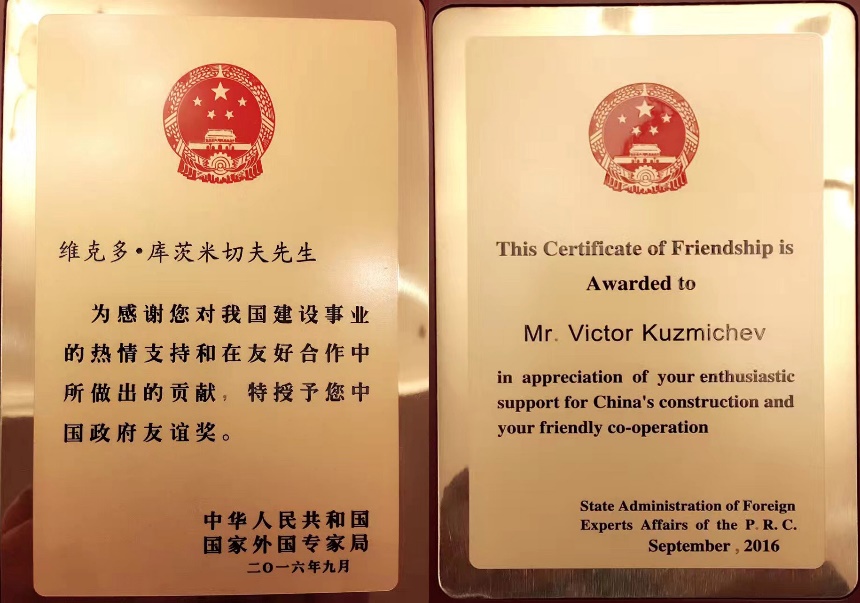 维克多·库茨米切夫先生
为感谢您对我国建设事业
的热情支持和在友好合作中
所做出的贡献，特授予您中
国政府友谊奖。
中华人民共和国
国家外国专家局
二〇一六年九月
This Certificate of Friendship is
Awarded to
Mr. Victor Kuzmichev
in appreciation of your enthusiastic
support for China's construction and
your friendly co-operation
State Administration of Foreign
Experts Affairs of the P. R. C.
September , 2016